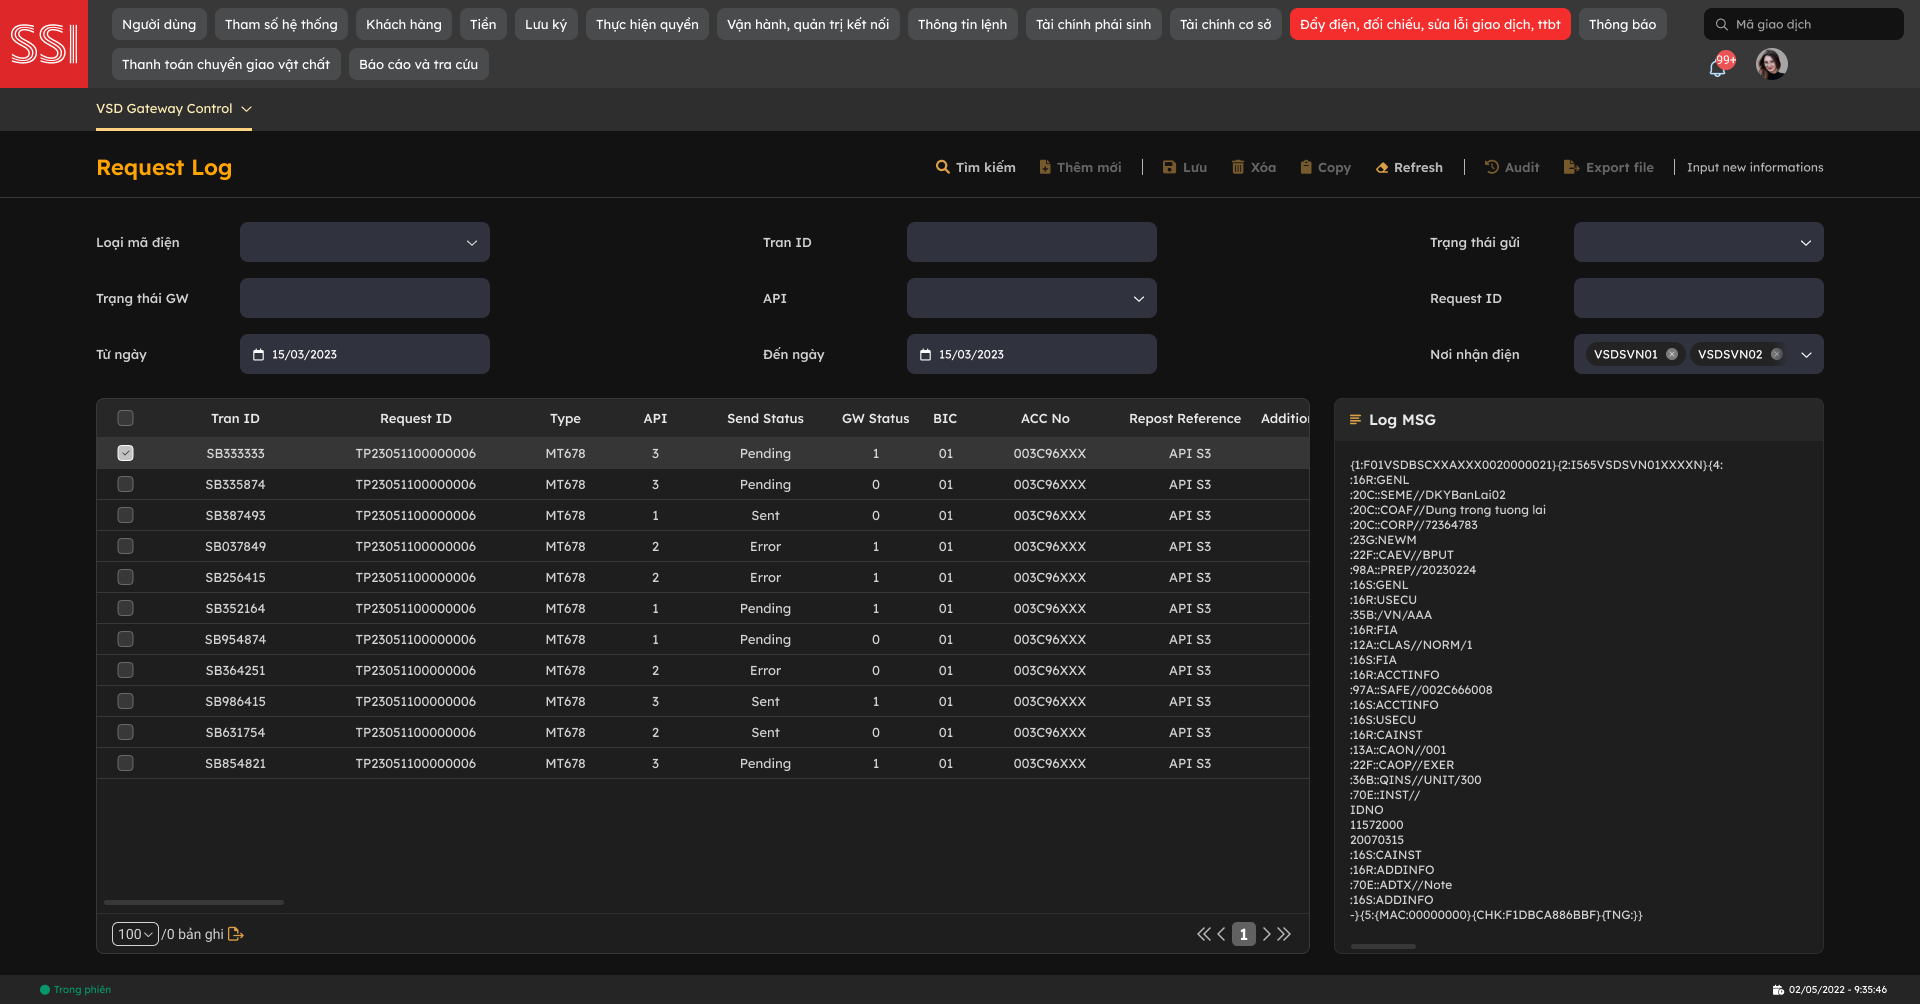 SSI
Người dùng
Tham số hệ thống
Khách hàng
Tiền
Lưu ký
Thực hiện quyền
Vận hành, quản trị kết nối
Thông tin lệnh
Tài chính phái sinh
Tài chính cơ sở
Đẩy điện, đối chiếu, sửa lỗi giao dịch, ttbt
Thông báo
Mã giao dịch
Thanh toán chuyển giao vật chất
Báo cáo và tra cứu
99+
VSD Gateway Control
Request Log
Tìm kiếm
Thêm mới
Lưu
Xóa
Copy
Refresh
Audit
Export file
Input new informations
Loại mã điện
Tran ID
Trạng thái gửi
Trạng thái GW
API
Request ID
Từ ngày 15/03/2023
Đến ngày 15/03/2023
Nơi nhận điện VSDSVN01 VSDSVN02
Tran ID Request ID Type API Send Status GW Status BIC ACC No Repost Reference Addition
SB333333 TP23051100000006 MT678 3 Pending 1 01 003C96XXX API S3
SB335874 TP23051100000006 MT678 3 Pending 0 01 003C96XXX API S3
SB387493 TP23051100000006 MT678 1 Sent 0 01 003C96XXX API S3
SB037849 TP23051100000006 MT678 2 Error 1 01 003C96XXX API S3
SB256415 TP23051100000006 MT678 2 Error 1 01 003C96XXX API S3
SB352164 TP23051100000006 MT678 1 Pending 1 01 003C96XXX API S3
SB954874 TP23051100000006 MT678 1 Pending 0 01 003C96XXX API S3
SB364251 TP23051100000006 MT678 2 Error 0 01 003C96XXX API S3
SB986415 TP23051100000006 MT678 3 Sent 1 01 003C96XXX API S3
SB631754 TP23051100000006 MT678 2 Sent 0 01 003C96XXX API S3
SB854821 TP23051100000006 MT678 3 Pending 1 01 003C96XXX API S3
100 /0 bản ghi
1
Log MSG
{1:F01VSDBSCXXAXXX0020000021}{2:I565VSDSVN01XXXXN}{4:
:16R:GENL
:20C::SEME//DKYBanLai02
:20C::COAF//Dung trong tuong lai
:20C::CORP//72364783
:23G:NEWM
:22F::CAEV//BPUT
:98A::PREP//20230224
:16S:GENL
:16R:USECU
:35B:/VN/AAA
:16R:FIA
:12A::CLAS//NORM/1
:16S:FIA
:16R:ACCTINFO
:97A::SAFE//002C666008
:16S:ACCTINFO
:16S:USECU
:16R:CAINST
:13A::CAON//001
:22F::CAOP//EXER
:36B::QINS//UNIT/300
:70E::INST//
IDNO
11572000
20070315
:16S:CAINST
:16R:ADDINFO
:70E::ADTX//Note
:16S:ADDINFO
-}{5:{MAC:00000000}{CHK:F1DBCA886BBF}{TNG:}}
Trong phiên
02/05/2022 - 9:35:46